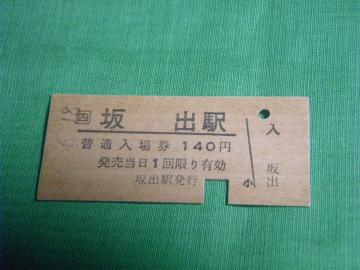 四 坂出駅
普通入場券 140円
発売当日1回限り有効
坂出駅発行
小
入
坂出